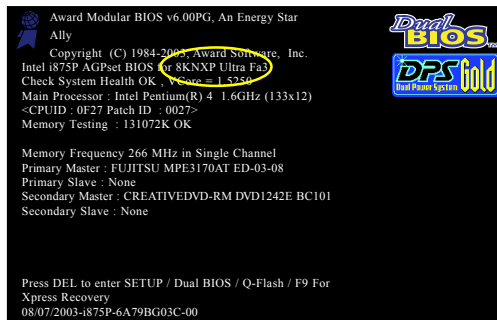 Award Modular BIOS v6.00PG, An Energy Star
Ally
Copyright (C) 1984-2003, Award Software, Inc.
Intel i875P AGPset BIOS for 8KNXP Ultra Fa3
Check System Health OK , VCore = 1.5250
Main Processor : Intel Pentium(R) 4 1.6GHz (133x12)
<CPUID : 0F27 Patch ID : 0027>
Memory Testing : 131072K OK
Memory Frequency 266 MHz in Single Channel
Primary Master : FUJITSU MPE3170AT ED-03-08
Primary Slave : None
Secondary Master : CREATIVEDVD-RM DVD1242E BC101
Secondary Slave : None
Press DEL to enter SETUP / Dual BIOS / Q-Flash / F9 For
Xpress Recovery
08/07/2003-i875P-6A79BG03C-00
Dual
BIOS
DPS Gold
Dual Power System